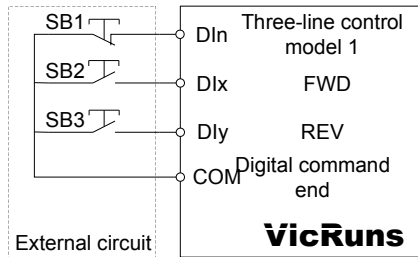 SB1
DIn
Three-line control
model 1
SB2
DIx
FWD
SB3
DIy
REV
COM
Digital command
end
External circuit
VicRuns